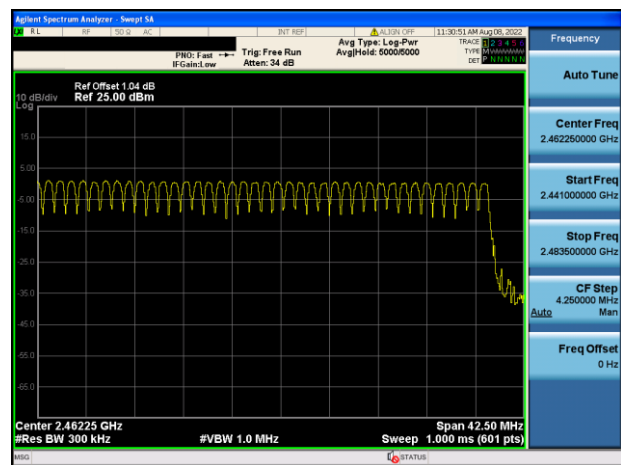 Agilent Spectrum Analyzer - Swept SA
RL RF 50 Ω AC INT REF ALIGN OFF 11:30:51 AM Aug 08, 2022
PNO: Fast Trig: Free Run Avg Type: Log-Pwr TRACE 1 2 3 4 5 6
IFGain:Low Atten: 34 dB Avg|Hold: 5000/5000 TYPE
DET P N N N N N
Ref Offset 1.04 dB
10 dB/div Ref 25.00 dBm
Log
15.0
5.00
-5.00
-15.0
-25.0
-35.0
-45.0
-55.0
-65.0
Center 2.46225 GHz Span 42.50 MHz
#Res BW 300 kHz #VBW 1.0 MHz Sweep 1.000 ms (601 pts)
MSG STATUS
Frequency
Auto Tune
Center Freq
2.462250000 GHz
Start Freq
2.441000000 GHz
Stop Freq
2.483500000 GHz
CF Step
4.250000 MHz
Auto Man
Freq Offset
0 Hz